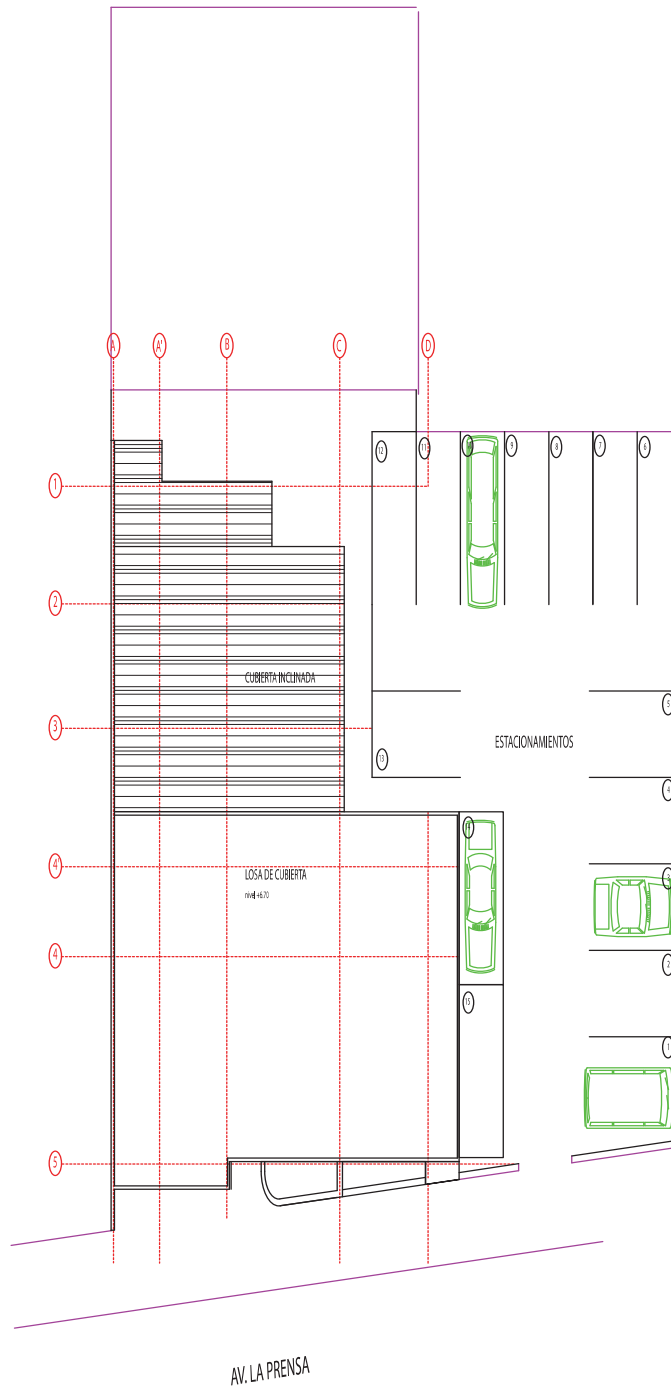 A A' B C D
12 11 10 9 8 7 6
1
2
CUBIERTA INCLINADA
5
3
ESTACIONAMIENTOS
13
4
14
4'
LOSA DE CUBIERTA
3
nivel +6.70
4
2
15
1
5
AV. LA PRENSA